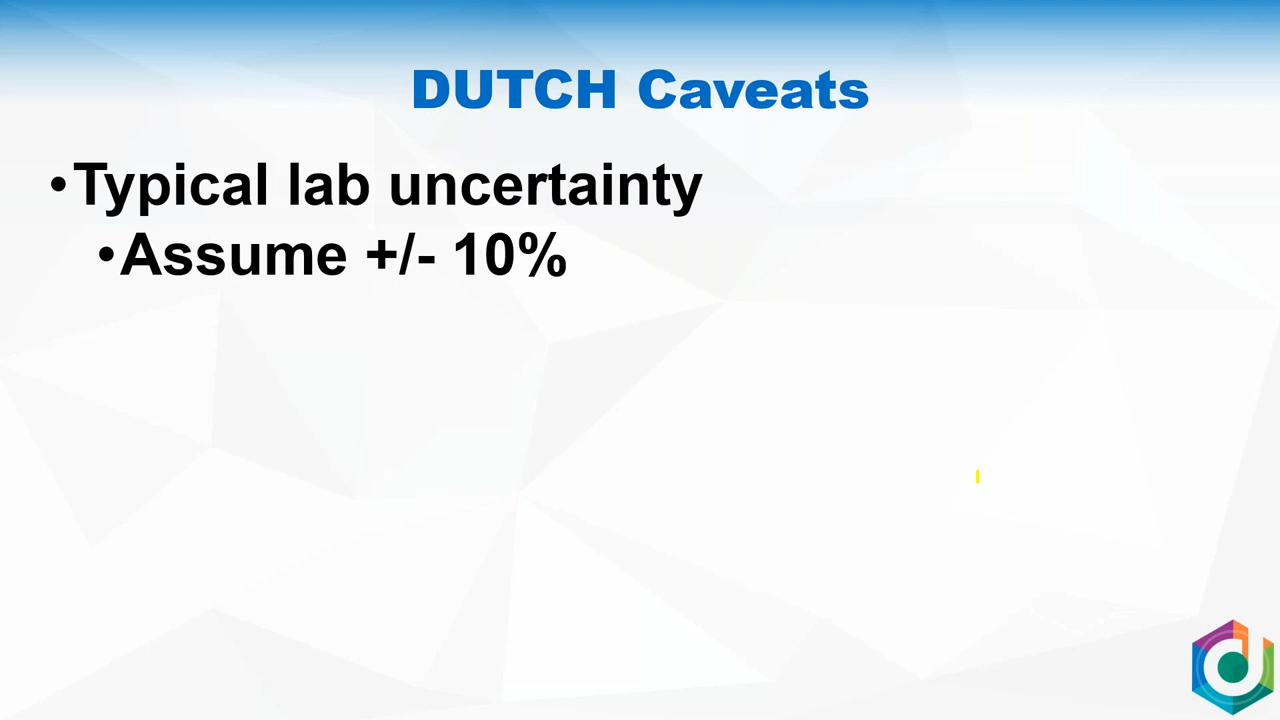 DUTCH Caveats
•Typical lab uncertainty
•Assume +/- 10%